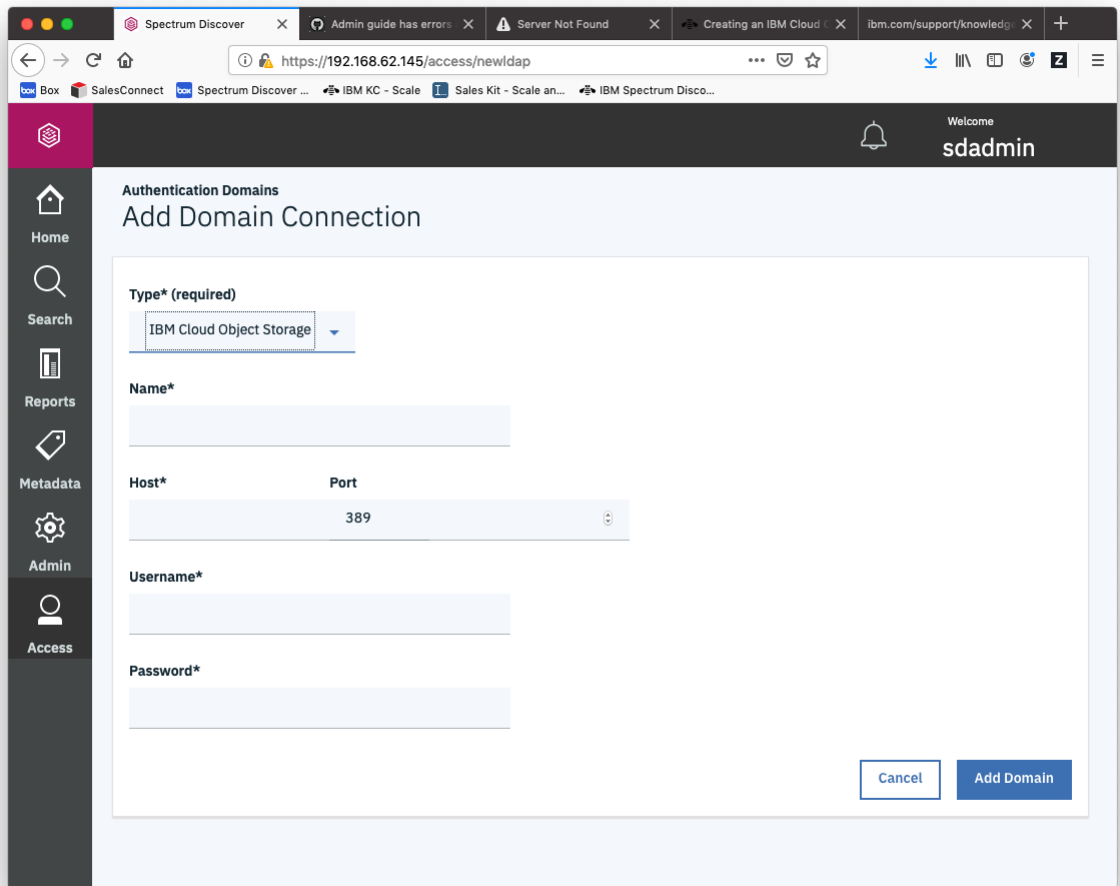 Spectrum Discover
Admin guide has errors
Server Not Found
Creating an IBM Cloud C
ibm.com/support/knowledg
https://192.168.62.145/access/newldap
Z
box Box
SalesConnect
box Spectrum Discover ...
IBM KC - Scale
Sales Kit - Scale an...
IBM Spectrum Disco...
Welcome
sdadmin
Home
Search
Reports
Metadata
Admin
Access
Authentication Domains
Add Domain Connection
Type* (required)
IBM Cloud Object Storage
Name*
Host* Port
389
Username*
Password*
Cancel Add Domain